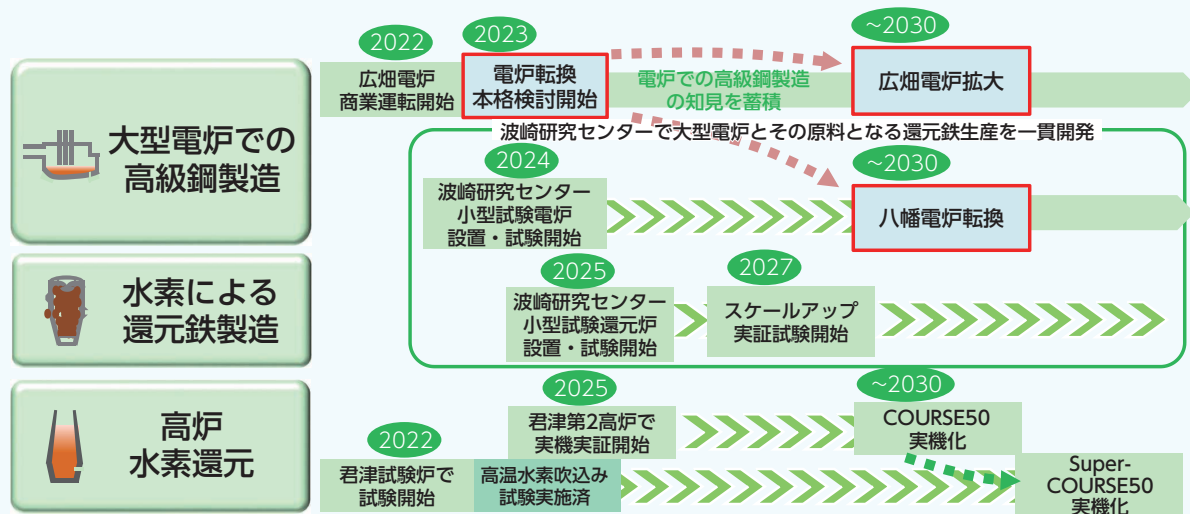 大型電炉での
高級鋼製造
2022
広畑電炉
商業運転開始
2023
電炉転換
本格検討開始
電炉での高級鋼製造
の知見を蓄積
~2030
広畑電炉拡大
波崎研究センターで大型電炉とその原料となる還元鉄生産を一貫開発
2024
波崎研究センター
小型試験電炉
設置・試験開始
~2030
八幡電炉転換
水素による
還元鉄製造
2025
波崎研究センター
小型試験還元炉
設置・試験開始
2027
スケールアップ
実証試験開始
高炉
水素還元
2025
君津第2高炉で
実機実証開始
~2030
COURSE50
実機化
2022
君津試験炉で
試験開始
高温水素吹込み
試験実施済
Super-
COURSE50
実機化